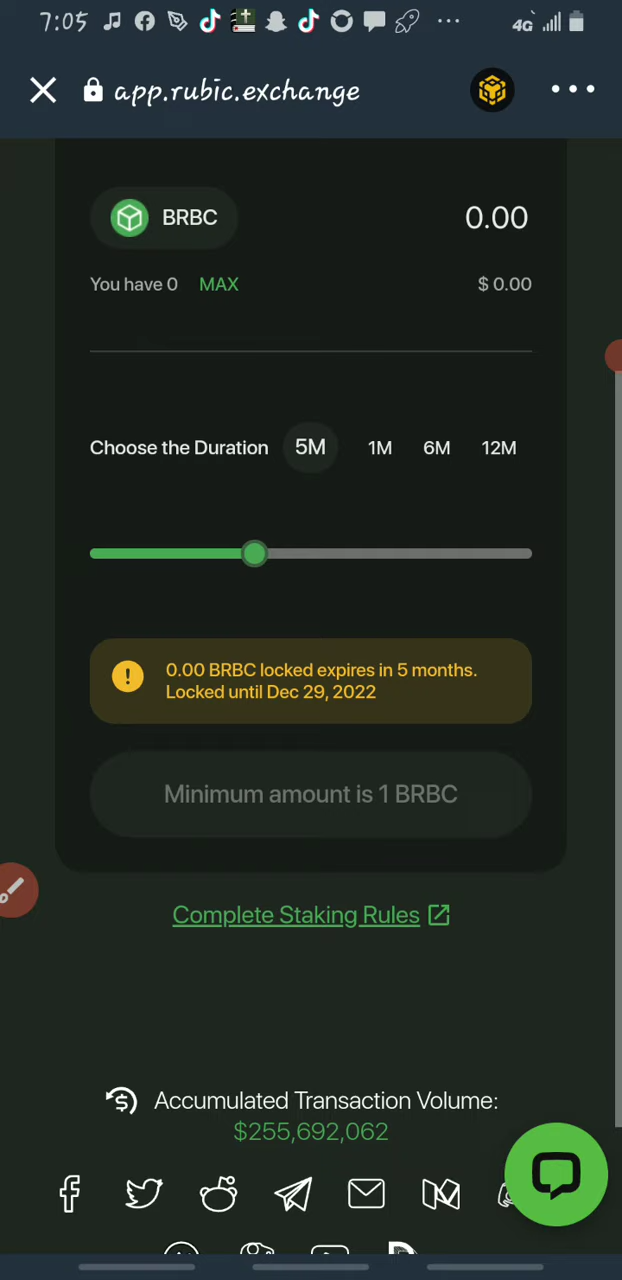 7:05
4G
app.rubic.exchange
BRBC
0.00
You have 0 MAX
$ 0.00
Choose the Duration 5M 1M 6M 12M
0.00 BRBC locked expires in 5 months.
Locked until Dec 29, 2022
Minimum amount is 1 BRBC
Complete Staking Rules
Accumulated Transaction Volume:
$255,692,062